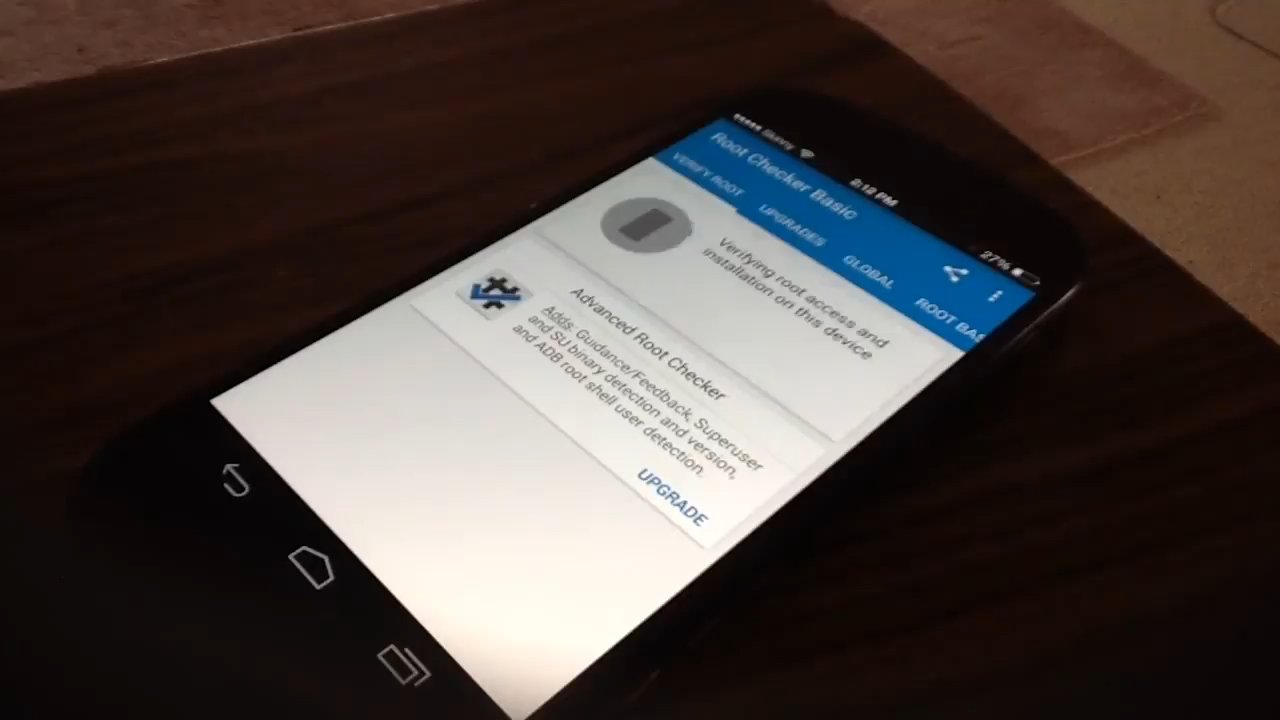 Skinny
2:12 PM
27%
Root Checker Basic
VERIFY ROOT
UPGRADES
GLOBAL
ROOT BAS
Verifying root access and
installation on this device
Advanced Root Checker
Adds: Guidance/Feedback, Superuser
and SU binary detection and version,
and ADB root shell user detection.
UPGRADE